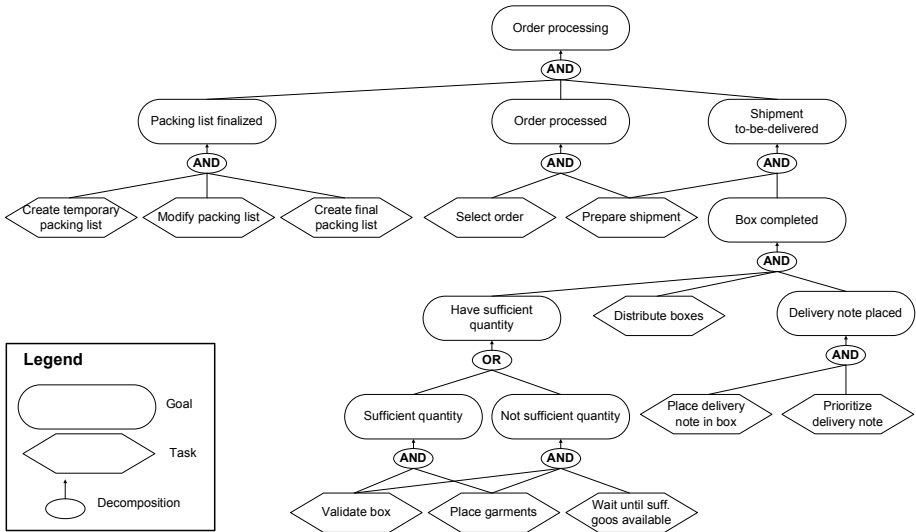 Order processing
AND
Packing list finalized
Order processed
Shipment
to-be-delivered
AND
AND
AND
Create temporary
packing list
Modify packing list
Create final
packing list
Select order
Prepare shipment
Box completed
AND
Have sufficient
quantity
Distribute boxes
Delivery note placed
OR
AND
Sufficient quantity
Not sufficient quantity
Place delivery
note in box
Prioritize
delivery note
AND
AND
Validate box
Place garments
Wait until suff.
goos available
Legend
Goal
Task
Decomposition